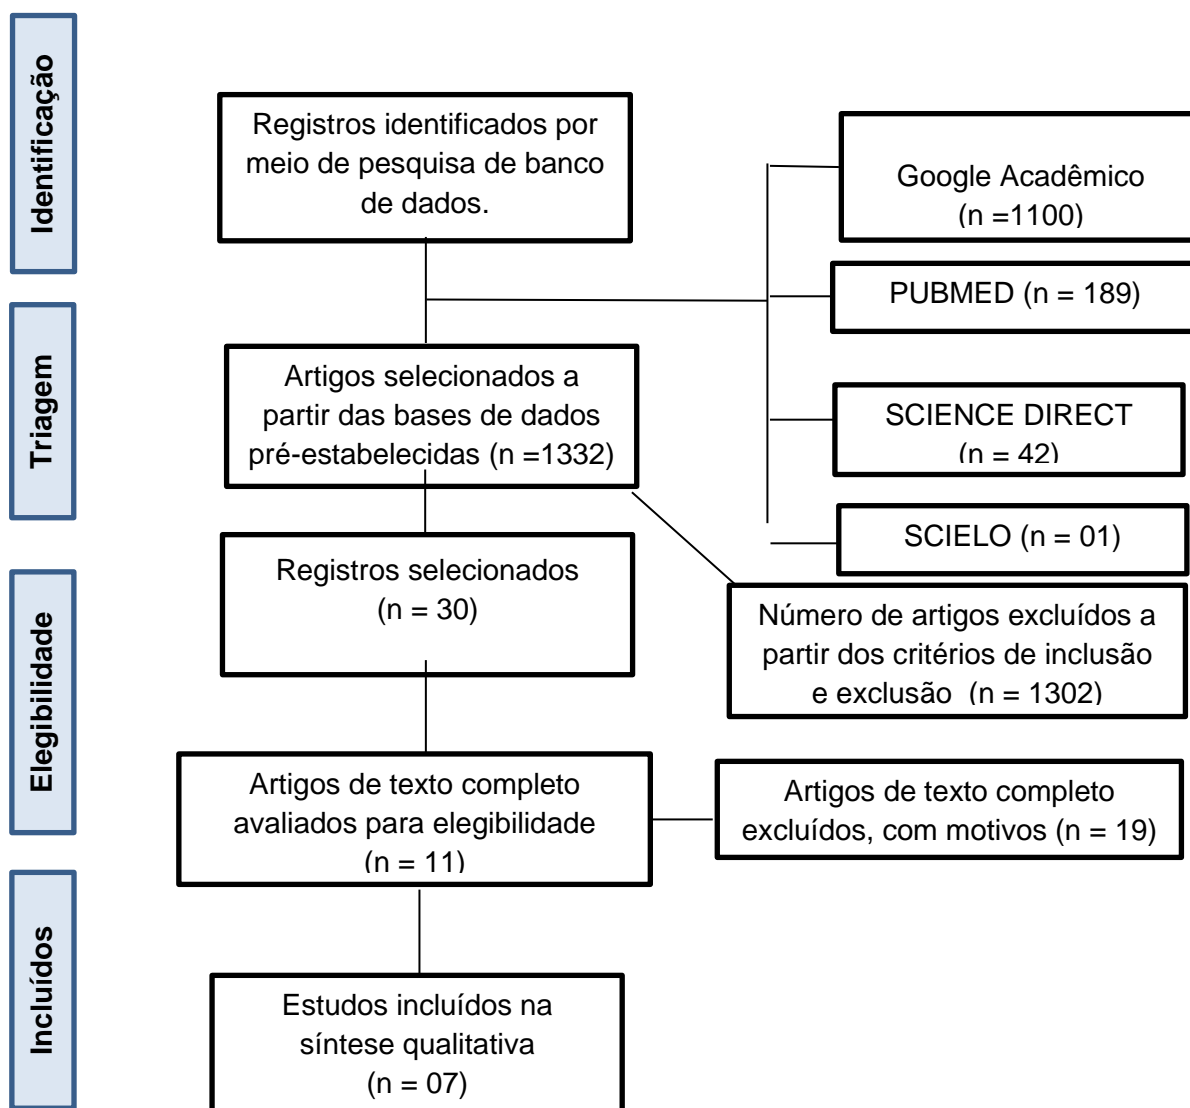 Identificação
Registros identificados por
meio de pesquisa de banco
de dados.
Google Acadêmico
(n =1100)
PUBMED (n = 189)
SCIENCE DIRECT
(n = 42)
SCIELO (n = 01)
Triagem
Artigos selecionados a
partir das bases de dados
pré-estabelecidas (n =1332)
Registros selecionados
(n = 30)
Número de artigos excluídos a
partir dos critérios de inclusão
e exclusão (n = 1302)
Elegibilidade
Artigos de texto completo
avaliados para elegibilidade
(n = 11)
Artigos de texto completo
excluídos, com motivos (n = 19)
Incluídos
Estudos incluídos na
síntese qualitativa
(n = 07)